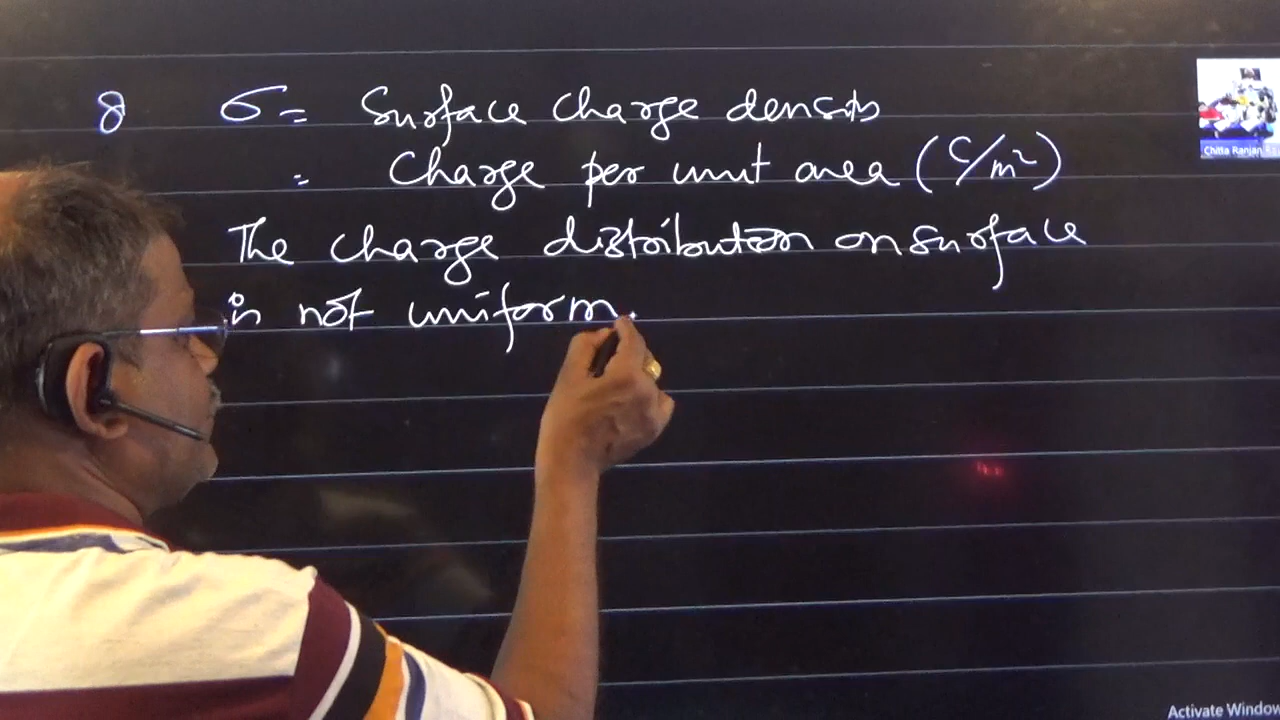 8 σ = Surface charge density
= Charge per unit area (C/m²)
The charge distribution on surface
is not uniform.
Chitta Ranjan
Activate Window